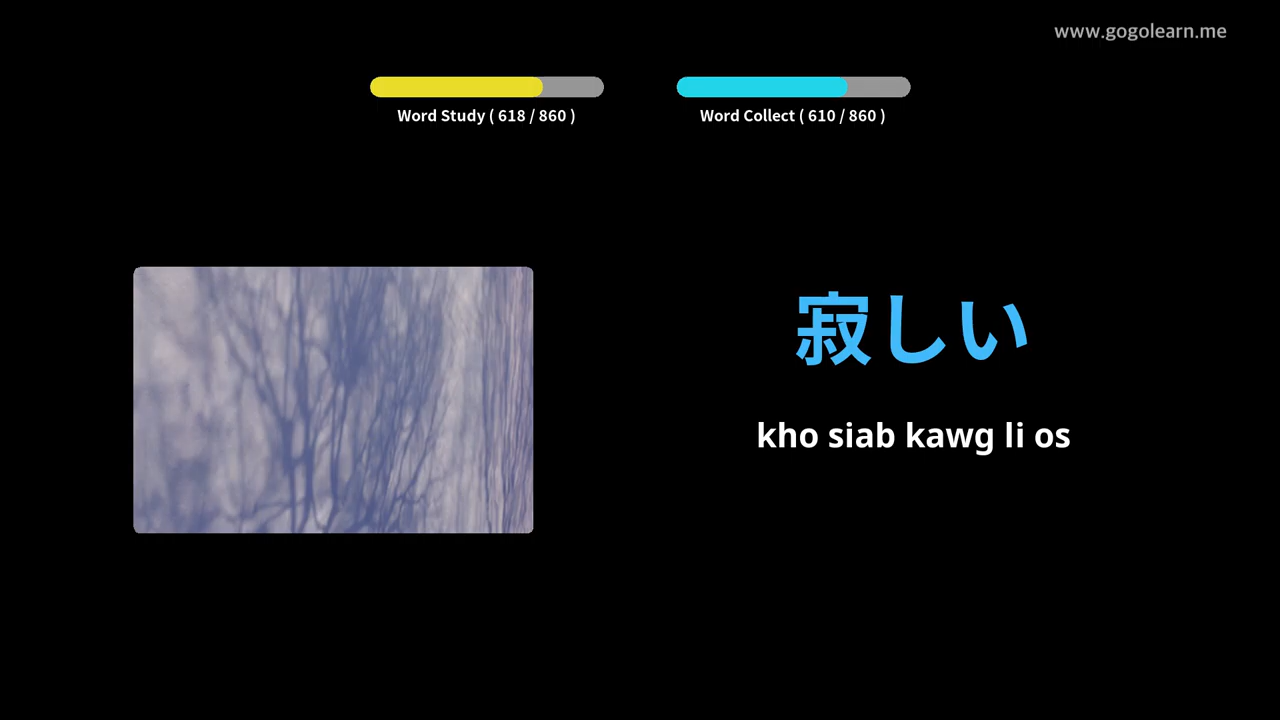 www.gogolearn.me
Word Study ( 618 / 860 )
Word Collect ( 610 / 860 )
寂しい
kho siab kawg li os